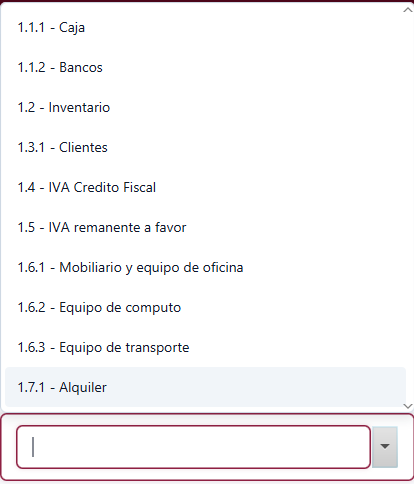 1.1.1 - Caja
1.1.2 - Bancos
1.2 - Inventario
1.3.1 - Clientes
1.4 - IVA Credito Fiscal
1.5 - IVA remanente a favor
1.6.1 - Mobiliario y equipo de oficina
1.6.2 - Equipo de computo
1.6.3 - Equipo de transporte
1.7.1 - Alquiler